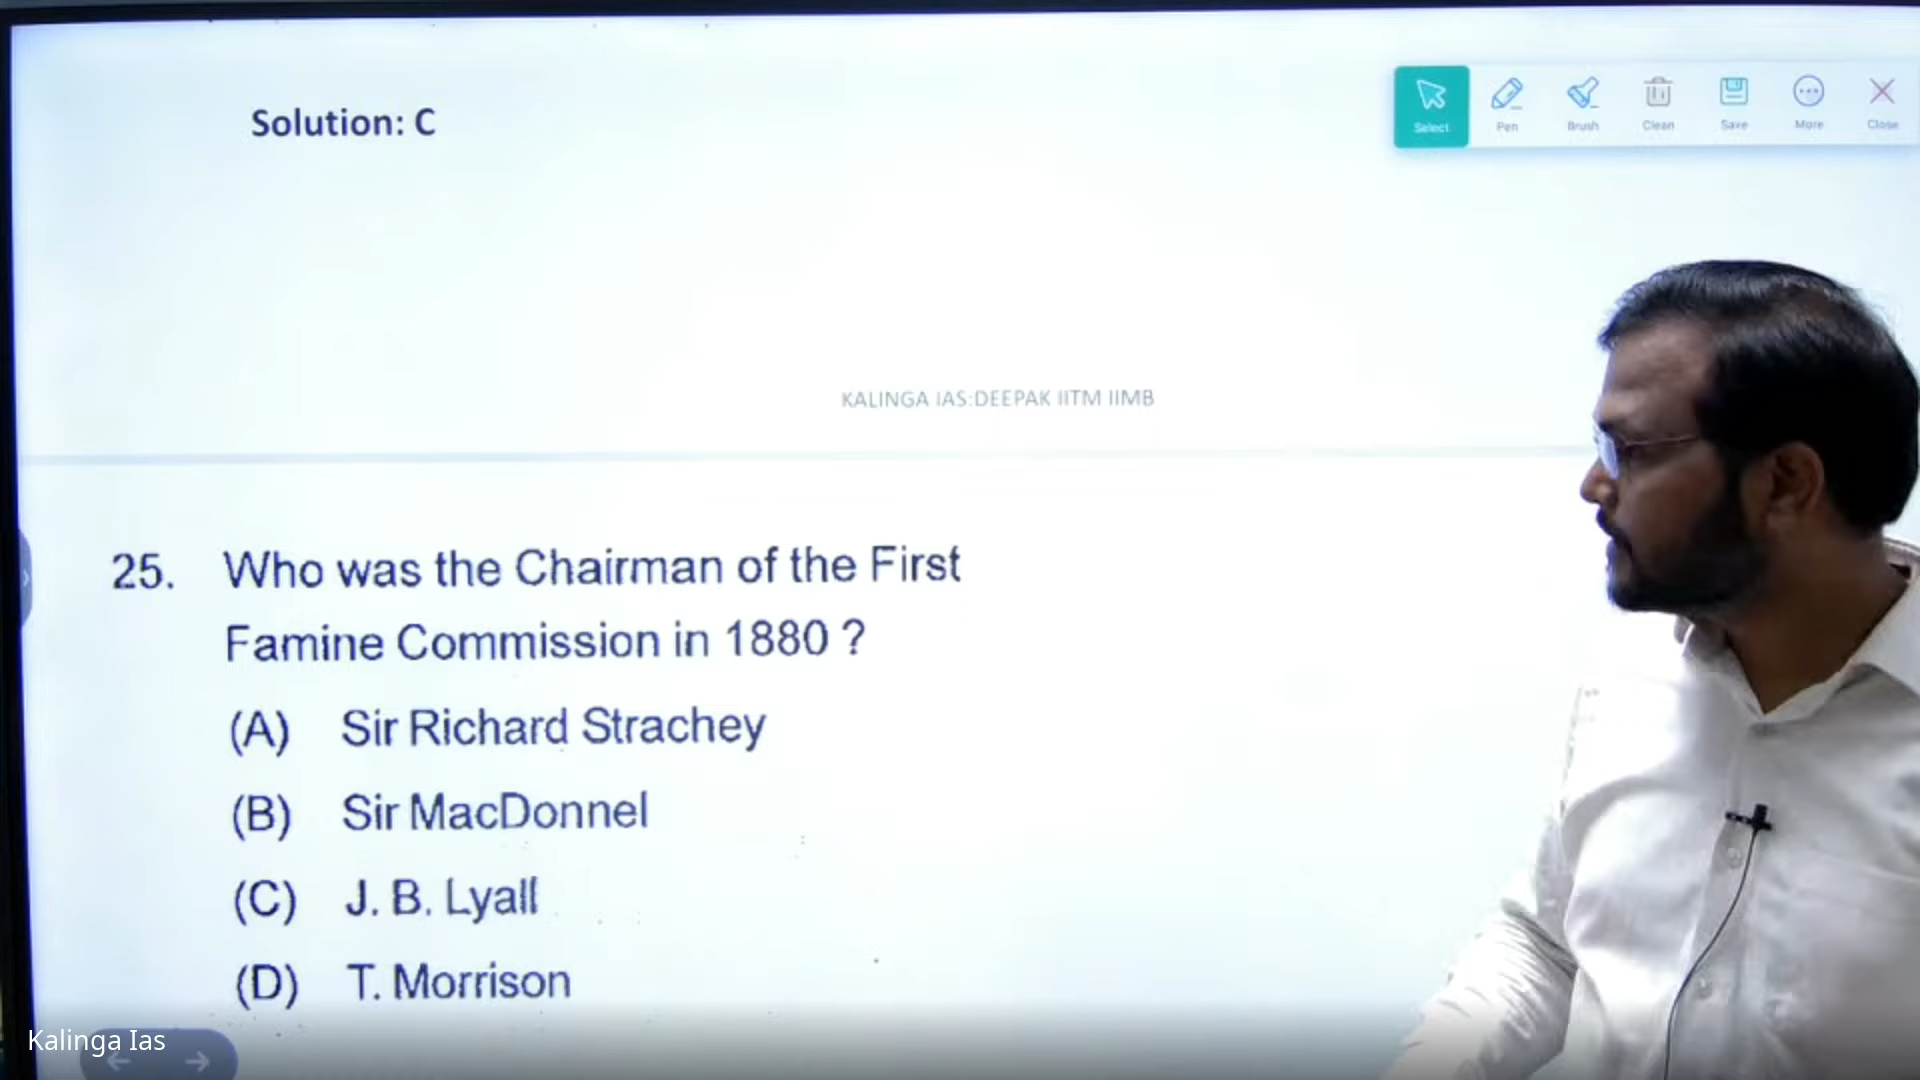 Solution: C
Select
Pen
Brush
Clean
Save
More
Close
KALINGA IAS:DEEPAK IITM IIMB
25. Who was the Chairman of the First
Famine Commission in 1880 ?
(A) Sir Richard Strachey
(B) Sir MacDonnel
(C) J. B. Lyall
(D) T. Morrison
Kalinga Ias